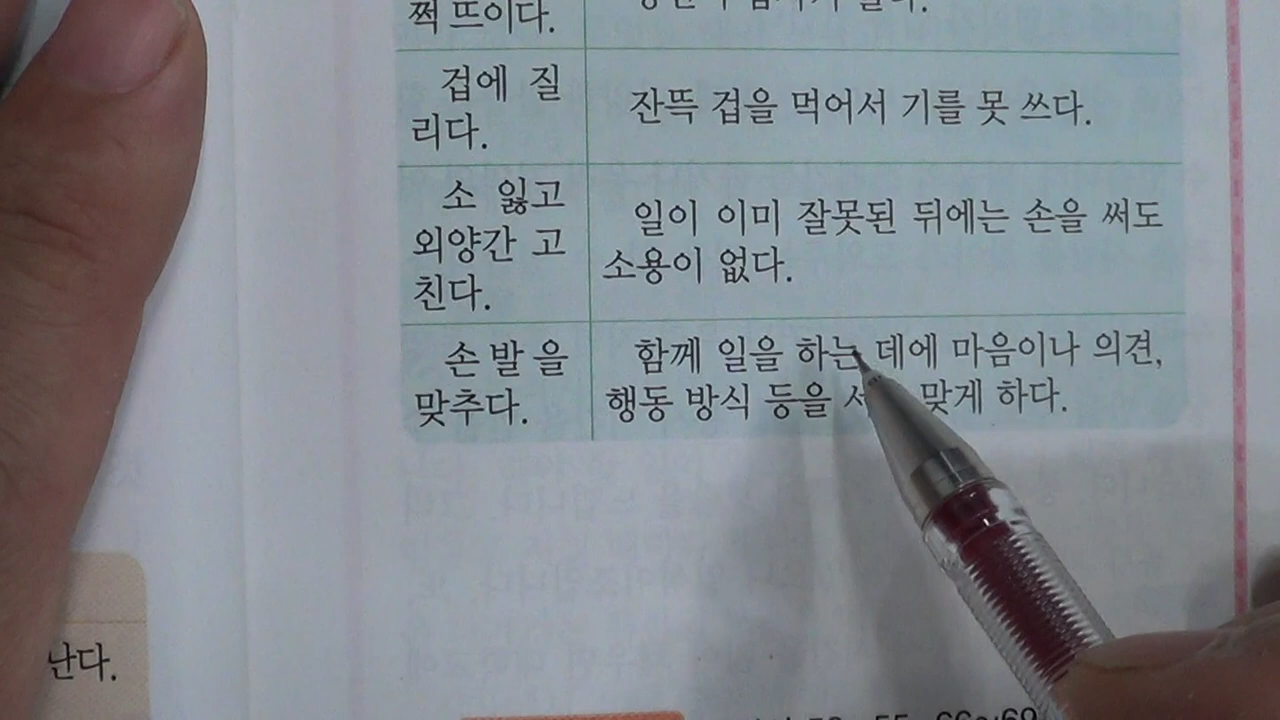 쩍 뜨이다.
겁에 질
리다.
잔뜩 겁을 먹어서 기를 못 쓰다.
소 잃고
외양간 고
친다.
일이 이미 잘못된 뒤에는 손을 써도
소용이 없다.
손발을
맞추다.
함께 일을 하는 데에 마음이나 의견,
행동 방식 등을 맞게 하다.
난다.